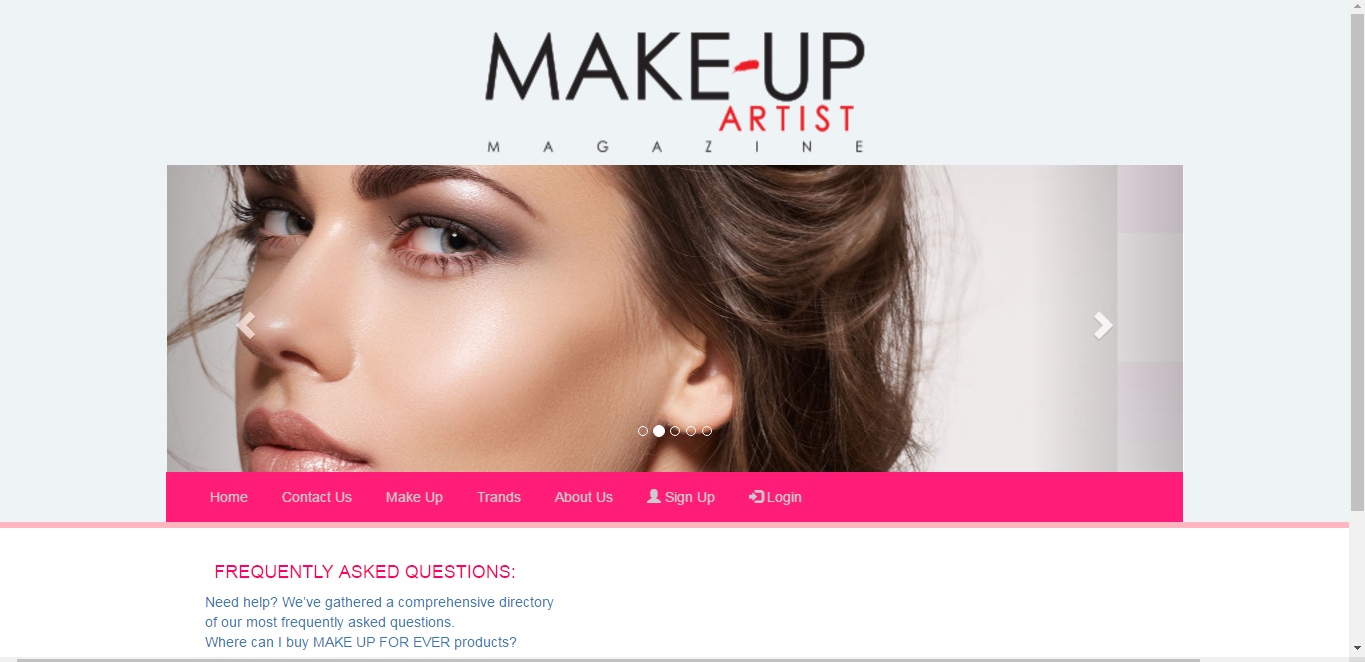 MAKE-UP
ARTIST
MAGAZINE
Home Contact Us Make Up Trands About Us Sign Up Login
FREQUENTLY ASKED QUESTIONS:
Need help? We've gathered a comprehensive directory
of our most frequently asked questions.
Where can I buy MAKE UP FOR EVER products?